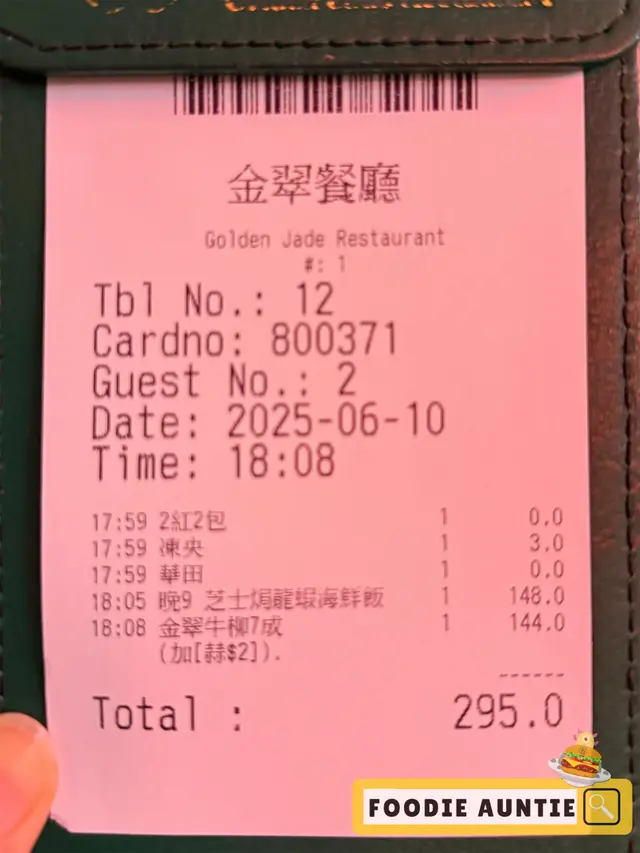 金翠餐廳
Golden Jade Restaurant
#: 1
Tbl No.: 12
Cardno: 800371
Guest No.: 2
Date: 2025-06-10
Time: 18:08
17:59 2紅2包 1 0.0
17:59 凍央 1 3.0
17:59 華田 1 0.0
18:05 晚9 芝士焗龍蝦海鮮飯 1 148.0
18:08 金翠牛柳7成 1 144.0
(加[蒜$2]).
------
Total : 295.0
FOODIE AUNTIE